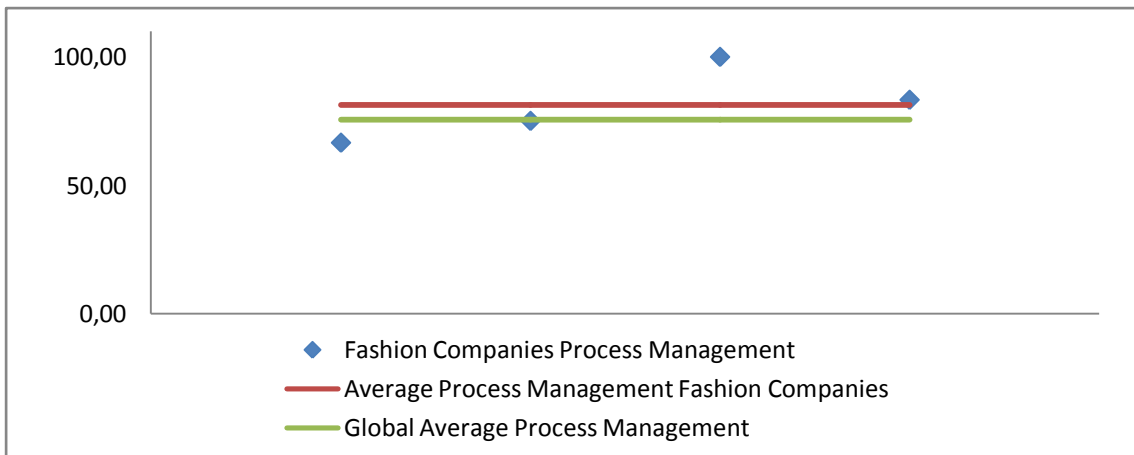 100,00
50,00
0,00
Fashion Companies Process Management
Average Process Management Fashion Companies
Global Average Process Management